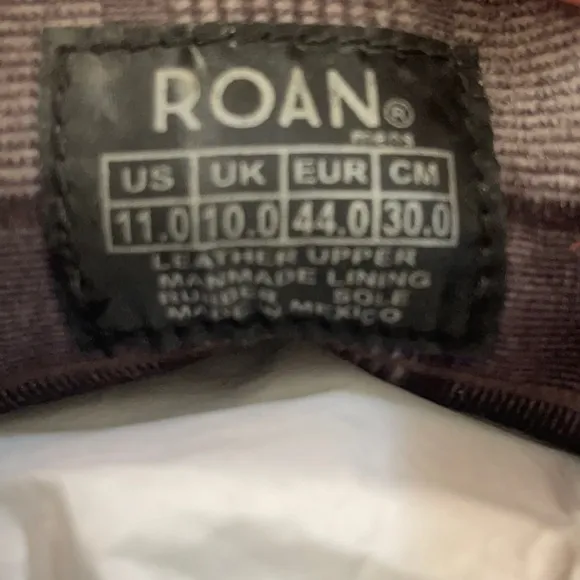 ROAN®
mens
US UK EUR CM
11.0 10.0 44.0 30.0
LEATHER UPPER
MANMADE LINING
RUBBER SOLE
MADE IN MEXICO